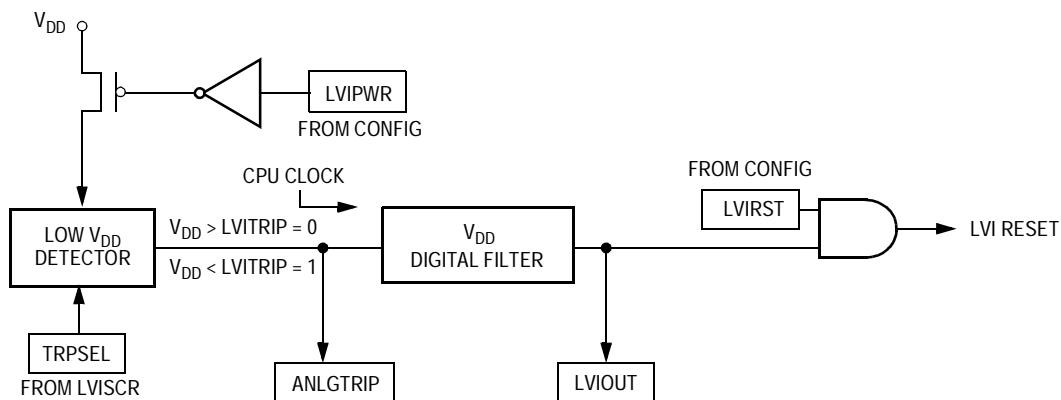 VDD
LVIPWR
FROM CONFIG
CPU CLOCK
FROM CONFIG
LVIRST
LVI RESET
LOW VDD
DETECTOR
VDD > LVITRIP = 0
VDD < LVITRIP = 1
VDD
DIGITAL FILTER
TRPSEL
FROM LVISCR
ANLGTRIP
LVIOUT